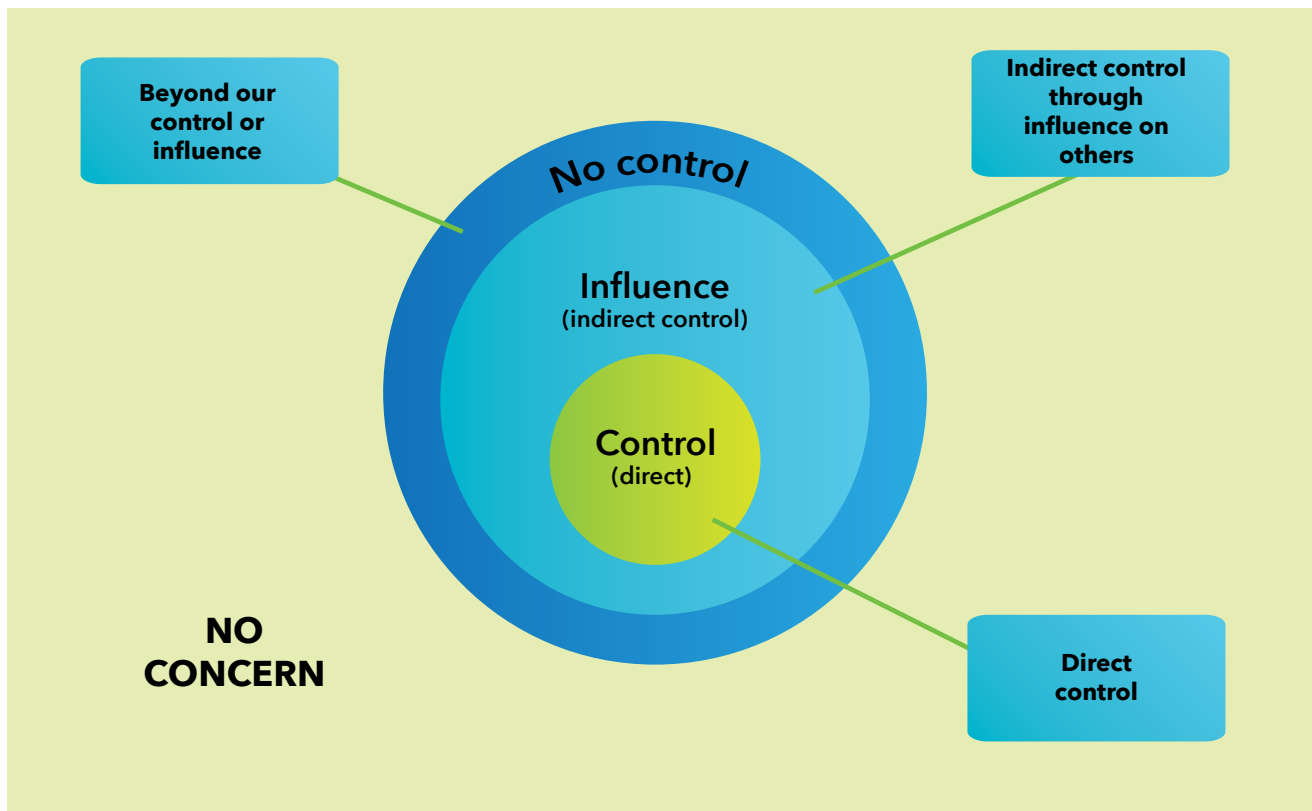 Beyond our
control or
influence
Indirect control
through
influence on
others
No control
Influence
(indirect control)
Control
(direct)
NO
CONCERN
Direct
control